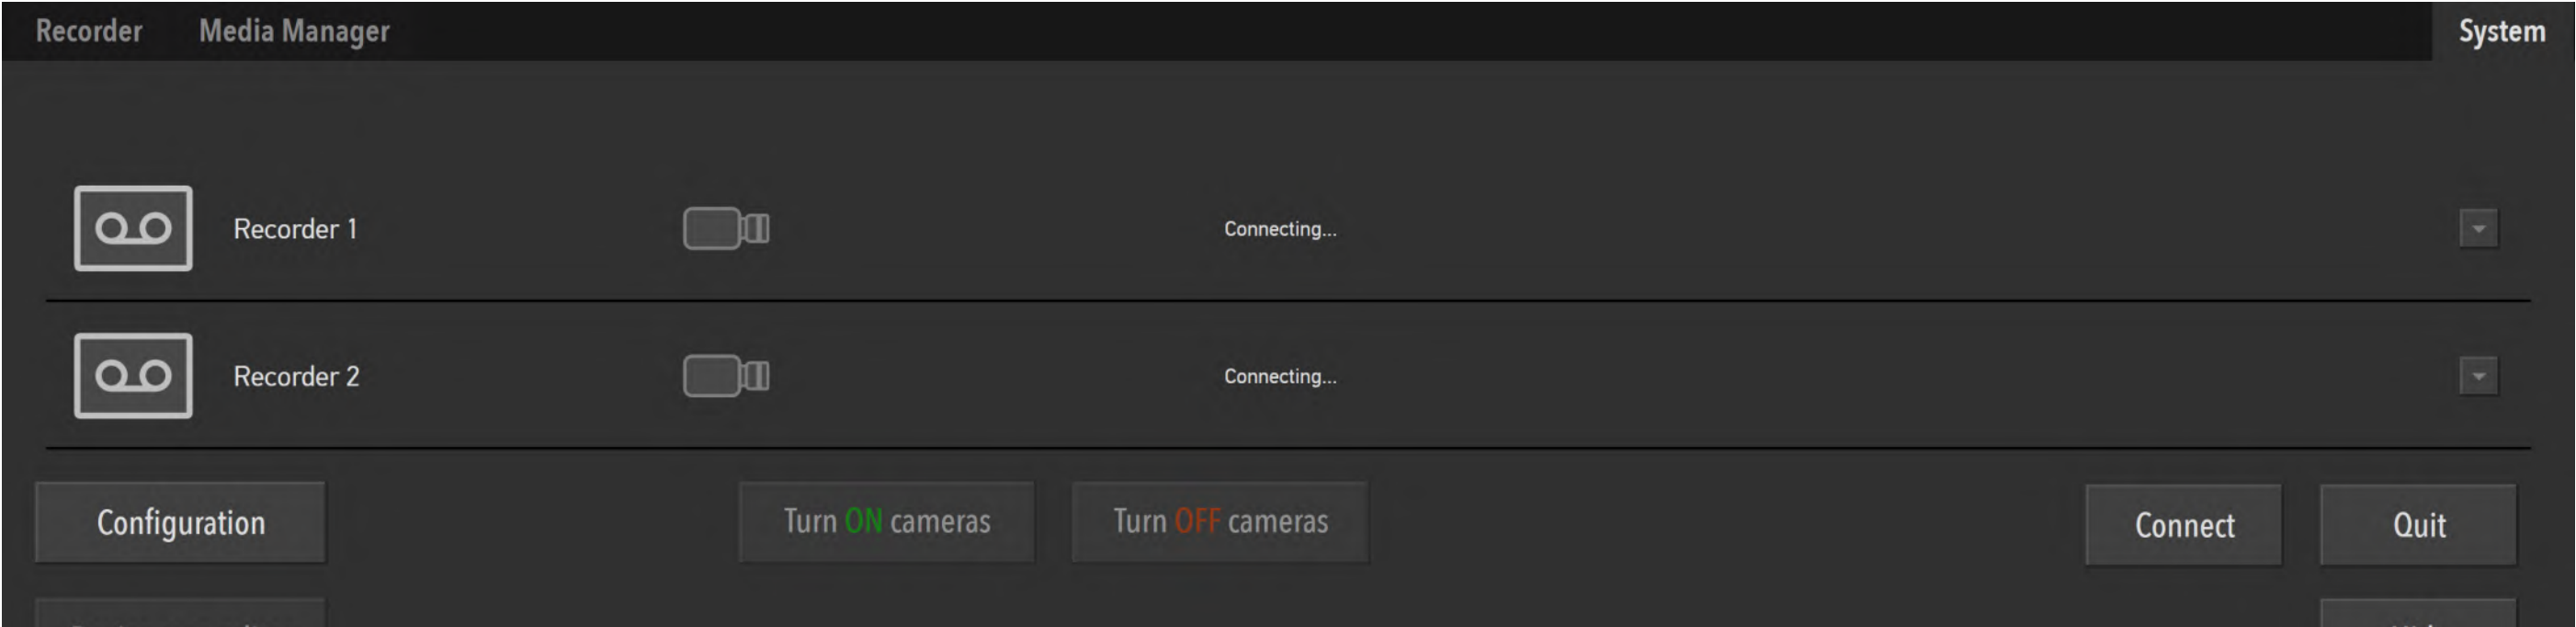 Recorder Media Manager System
Recorder 1 Connecting...
Recorder 2 Connecting...
Configuration Turn ON cameras Turn OFF cameras Connect Quit